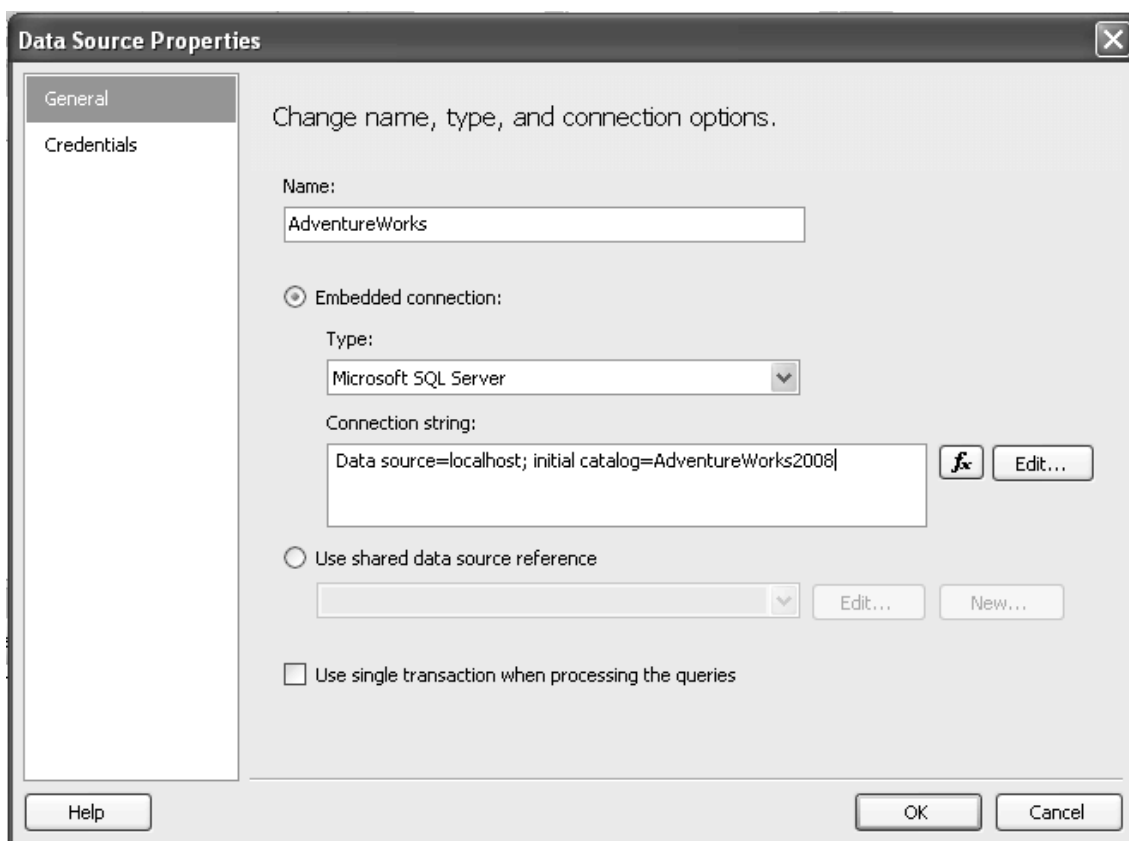 Data Source Properties
General
Credentials
Change name, type, and connection options.
Name:
AdventureWorks
Embedded connection:
Type:
Microsoft SQL Server
Connection string:
Data source=localhost; initial catalog=AdventureWorks2008
fx Edit...
Use shared data source reference
Edit... New...
Use single transaction when processing the queries
Help OK Cancel